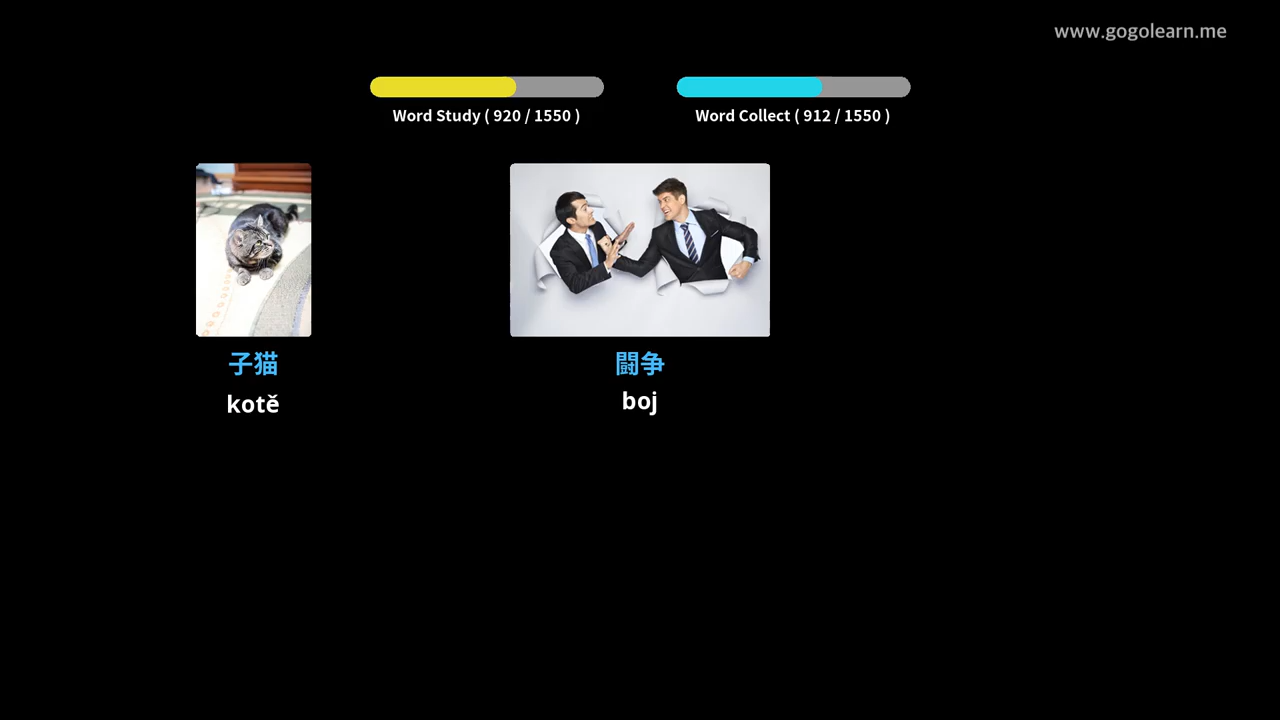 www.gogolearn.me
Word Study ( 920 / 1550 )
Word Collect ( 912 / 1550 )
子猫
kotě
闘争
boj